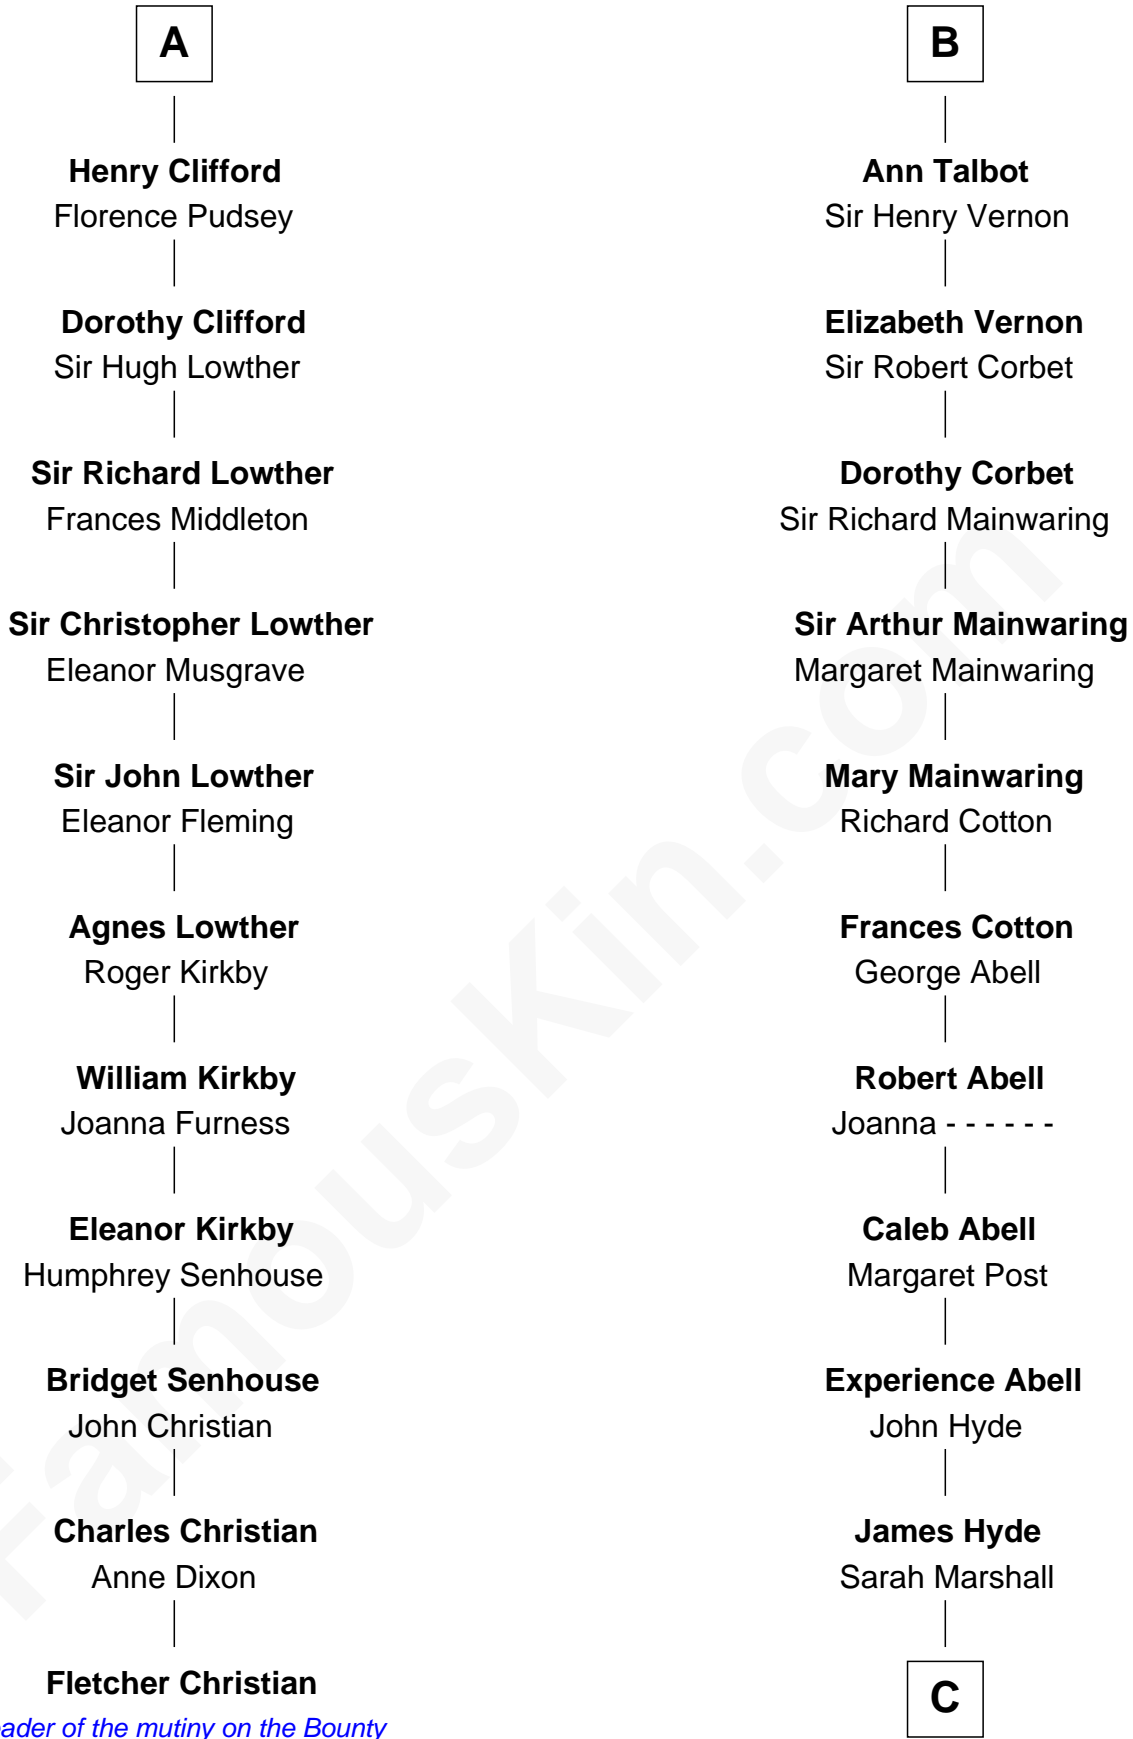 A
Henry Clifford
Florence Pudsey
Dorothy Clifford
Sir Hugh Lowther
Sir Richard Lowther
Frances Middleton
Sir Christopher Lowther
Eleanor Musgrave
Sir John Lowther
Eleanor Fleming
Agnes Lowther
Roger Kirkby
William Kirkby
Joanna Furness
Eleanor Kirkby
Humphrey Senhouse
Bridget Senhouse
John Christian
Charles Christian
Anne Dixon
Fletcher Christian
ader of the mutiny on the Bounty
B
Ann Talbot
Sir Henry Vernon
Elizabeth Vernon
Sir Robert Corbet
Dorothy Corbet
Sir Richard Mainwaring
Sir Arthur Mainwaring
Margaret Mainwaring
Mary Mainwaring
Richard Cotton
Frances Cotton
George Abell
Robert Abell
Joanna - - - - - -
Caleb Abell
Margaret Post
Experience Abell
John Hyde
James Hyde
Sarah Marshall
C
FamousKin.com